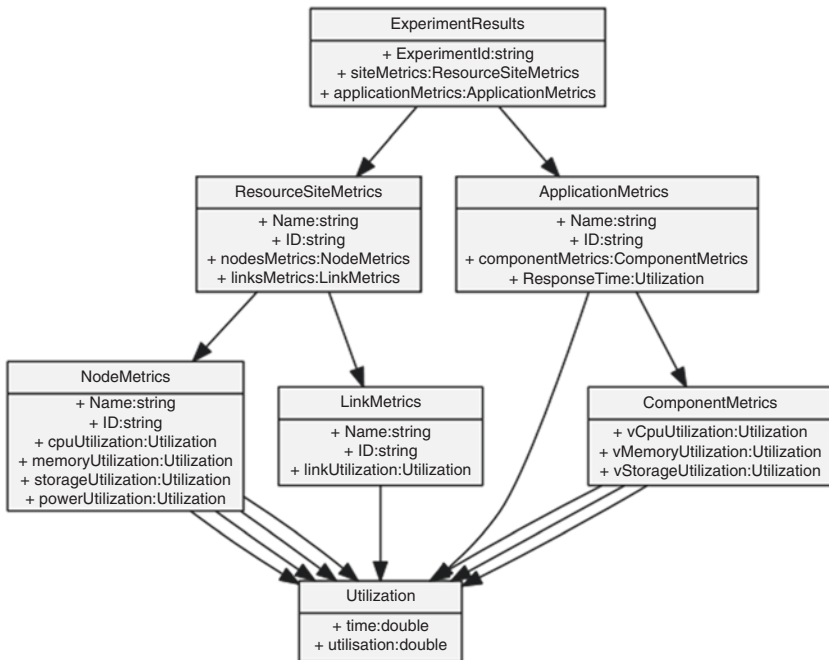 ExperimentResults
+ ExperimentId:string
+ siteMetrics:ResourceSiteMetrics
+ applicationMetrics:ApplicationMetrics
ResourceSiteMetrics
+ Name:string
+ ID:string
+ nodesMetrics:NodeMetrics
+ linksMetrics:LinkMetrics
ApplicationMetrics
+ Name:string
+ ID:string
+ componentMetrics:ComponentMetrics
+ ResponseTime:Utilization
NodeMetrics
+ Name:string
+ ID:string
+ cpuUtilization:Utilization
+ memoryUtilization:Utilization
+ storageUtilization:Utilization
+ powerUtilization:Utilization
LinkMetrics
+ Name:string
+ ID:string
+ linkUtilization:Utilization
ComponentMetrics
+ vCpuUtilization:Utilization
+ vMemoryUtilization:Utilization
+ vStorageUtilization:Utilization
Utilization
+ time:double
+ utilisation:double